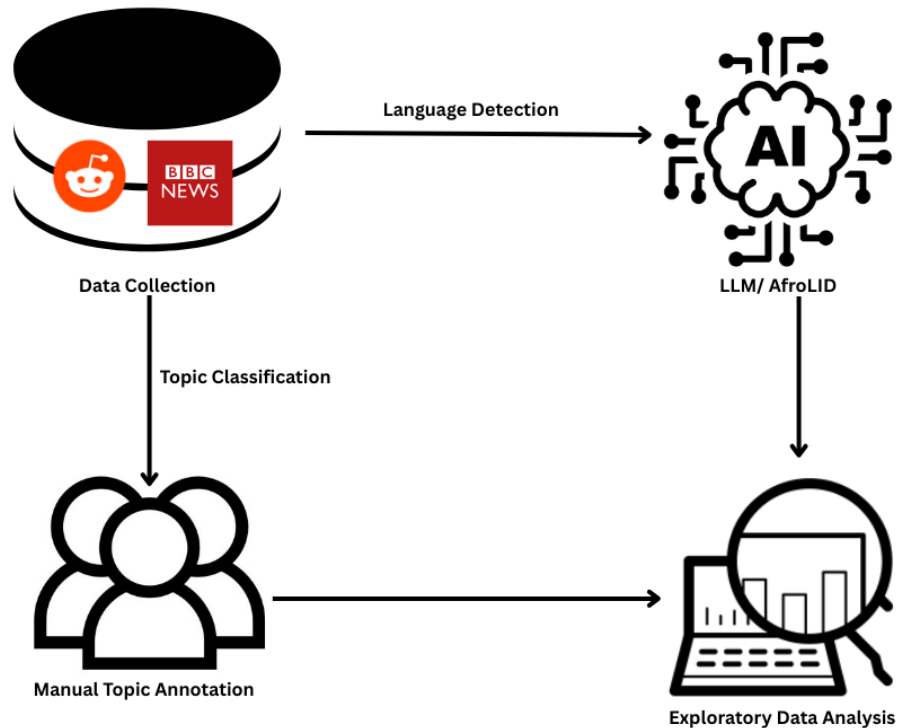 Language Detection
AI
BBC
NEWS
Data Collection
LLM/ AfroLID
Topic Classification
Manual Topic Annotation
Exploratory Data Analysis